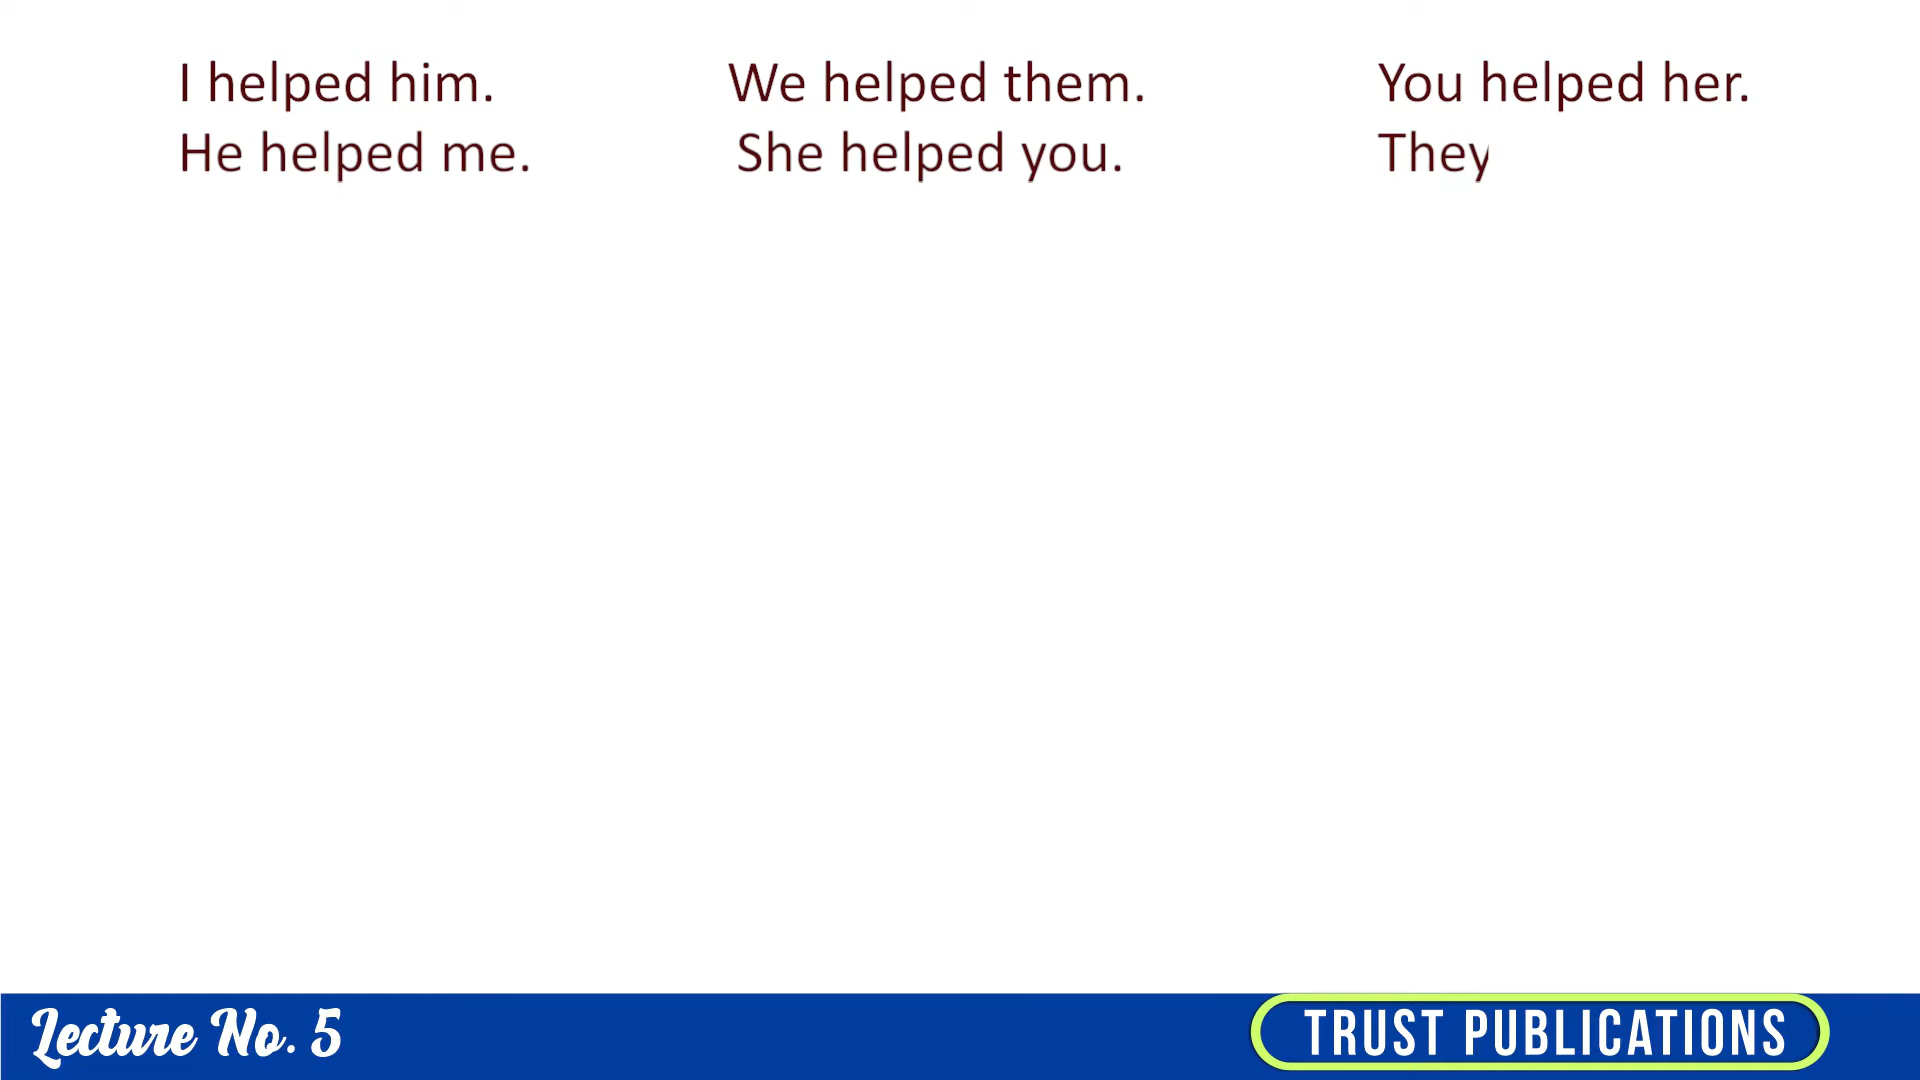 I helped him. We helped them. You helped her.
He helped me. She helped you. They
Lecture No. 5
TRUST PUBLICATIONS